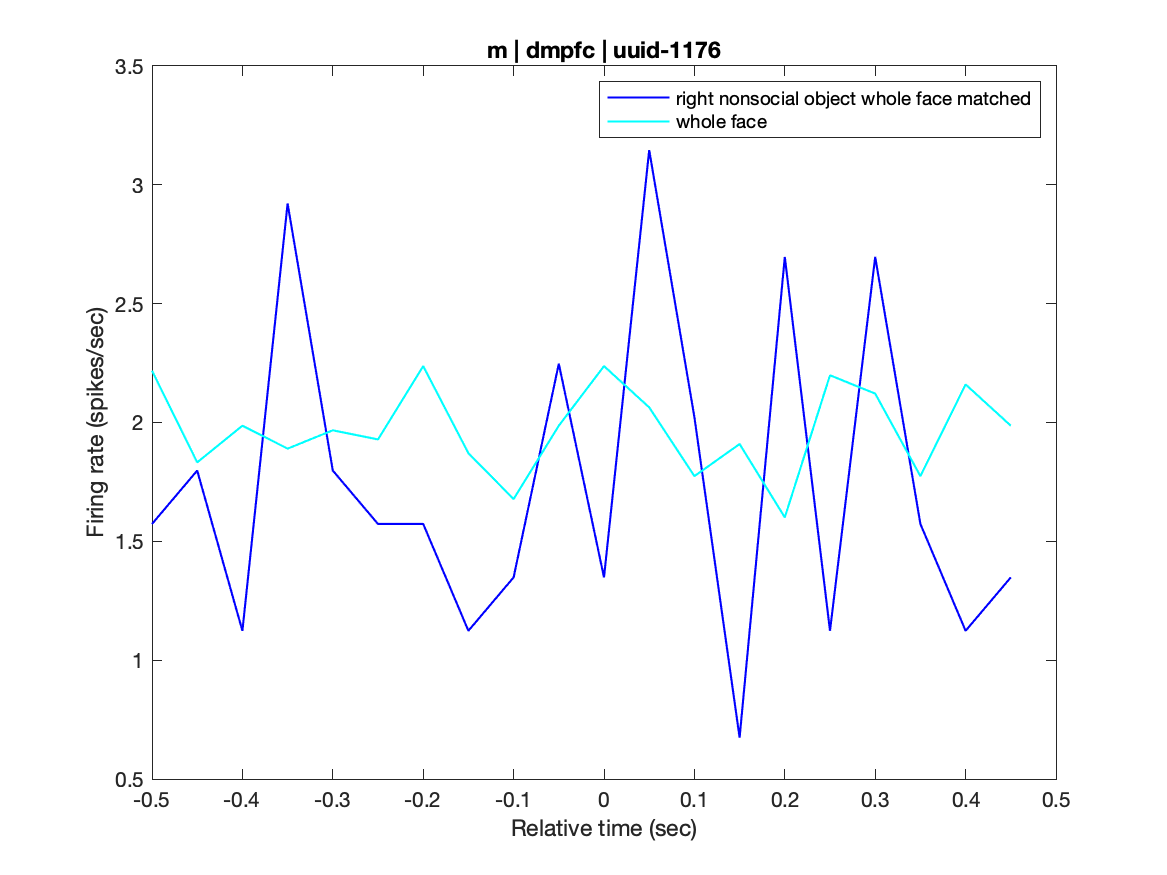 m | dmpfc | uuid-1176
right nonsocial object whole face matched
whole face
Firing rate (spikes/sec)
3.5
3
2.5
2
1.5
1
0.5
-0.5 -0.4 -0.3 -0.2 -0.1 0 0.1 0.2 0.3 0.4 0.5
Relative time (sec)